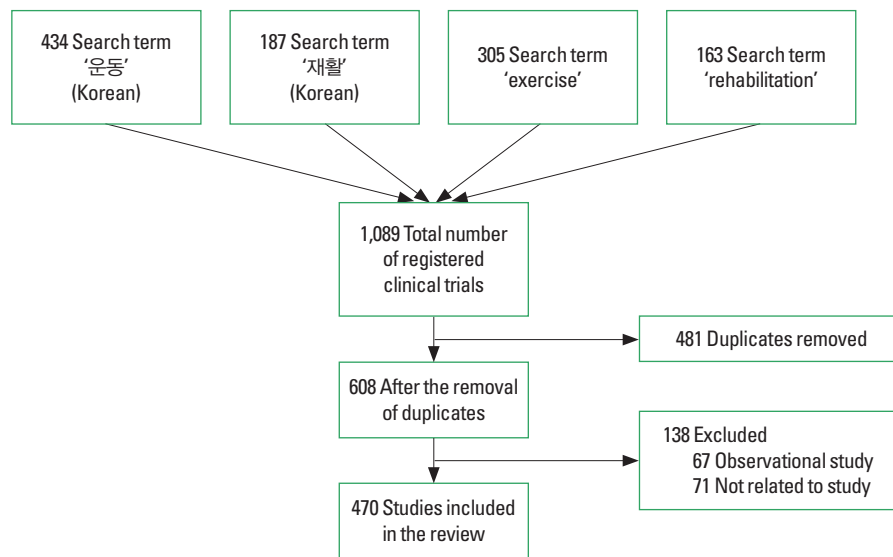 434 Search term
‘운동’
(Korean)
187 Search term
‘재활’
(Korean)
305 Search term
‘exercise’
163 Search term
‘rehabilitation’
1,089 Total number
of registered
clinical trials
481 Duplicates removed
608 After the removal
of duplicates
138 Excluded
67 Observational study
71 Not related to study
470 Studies included
in the review